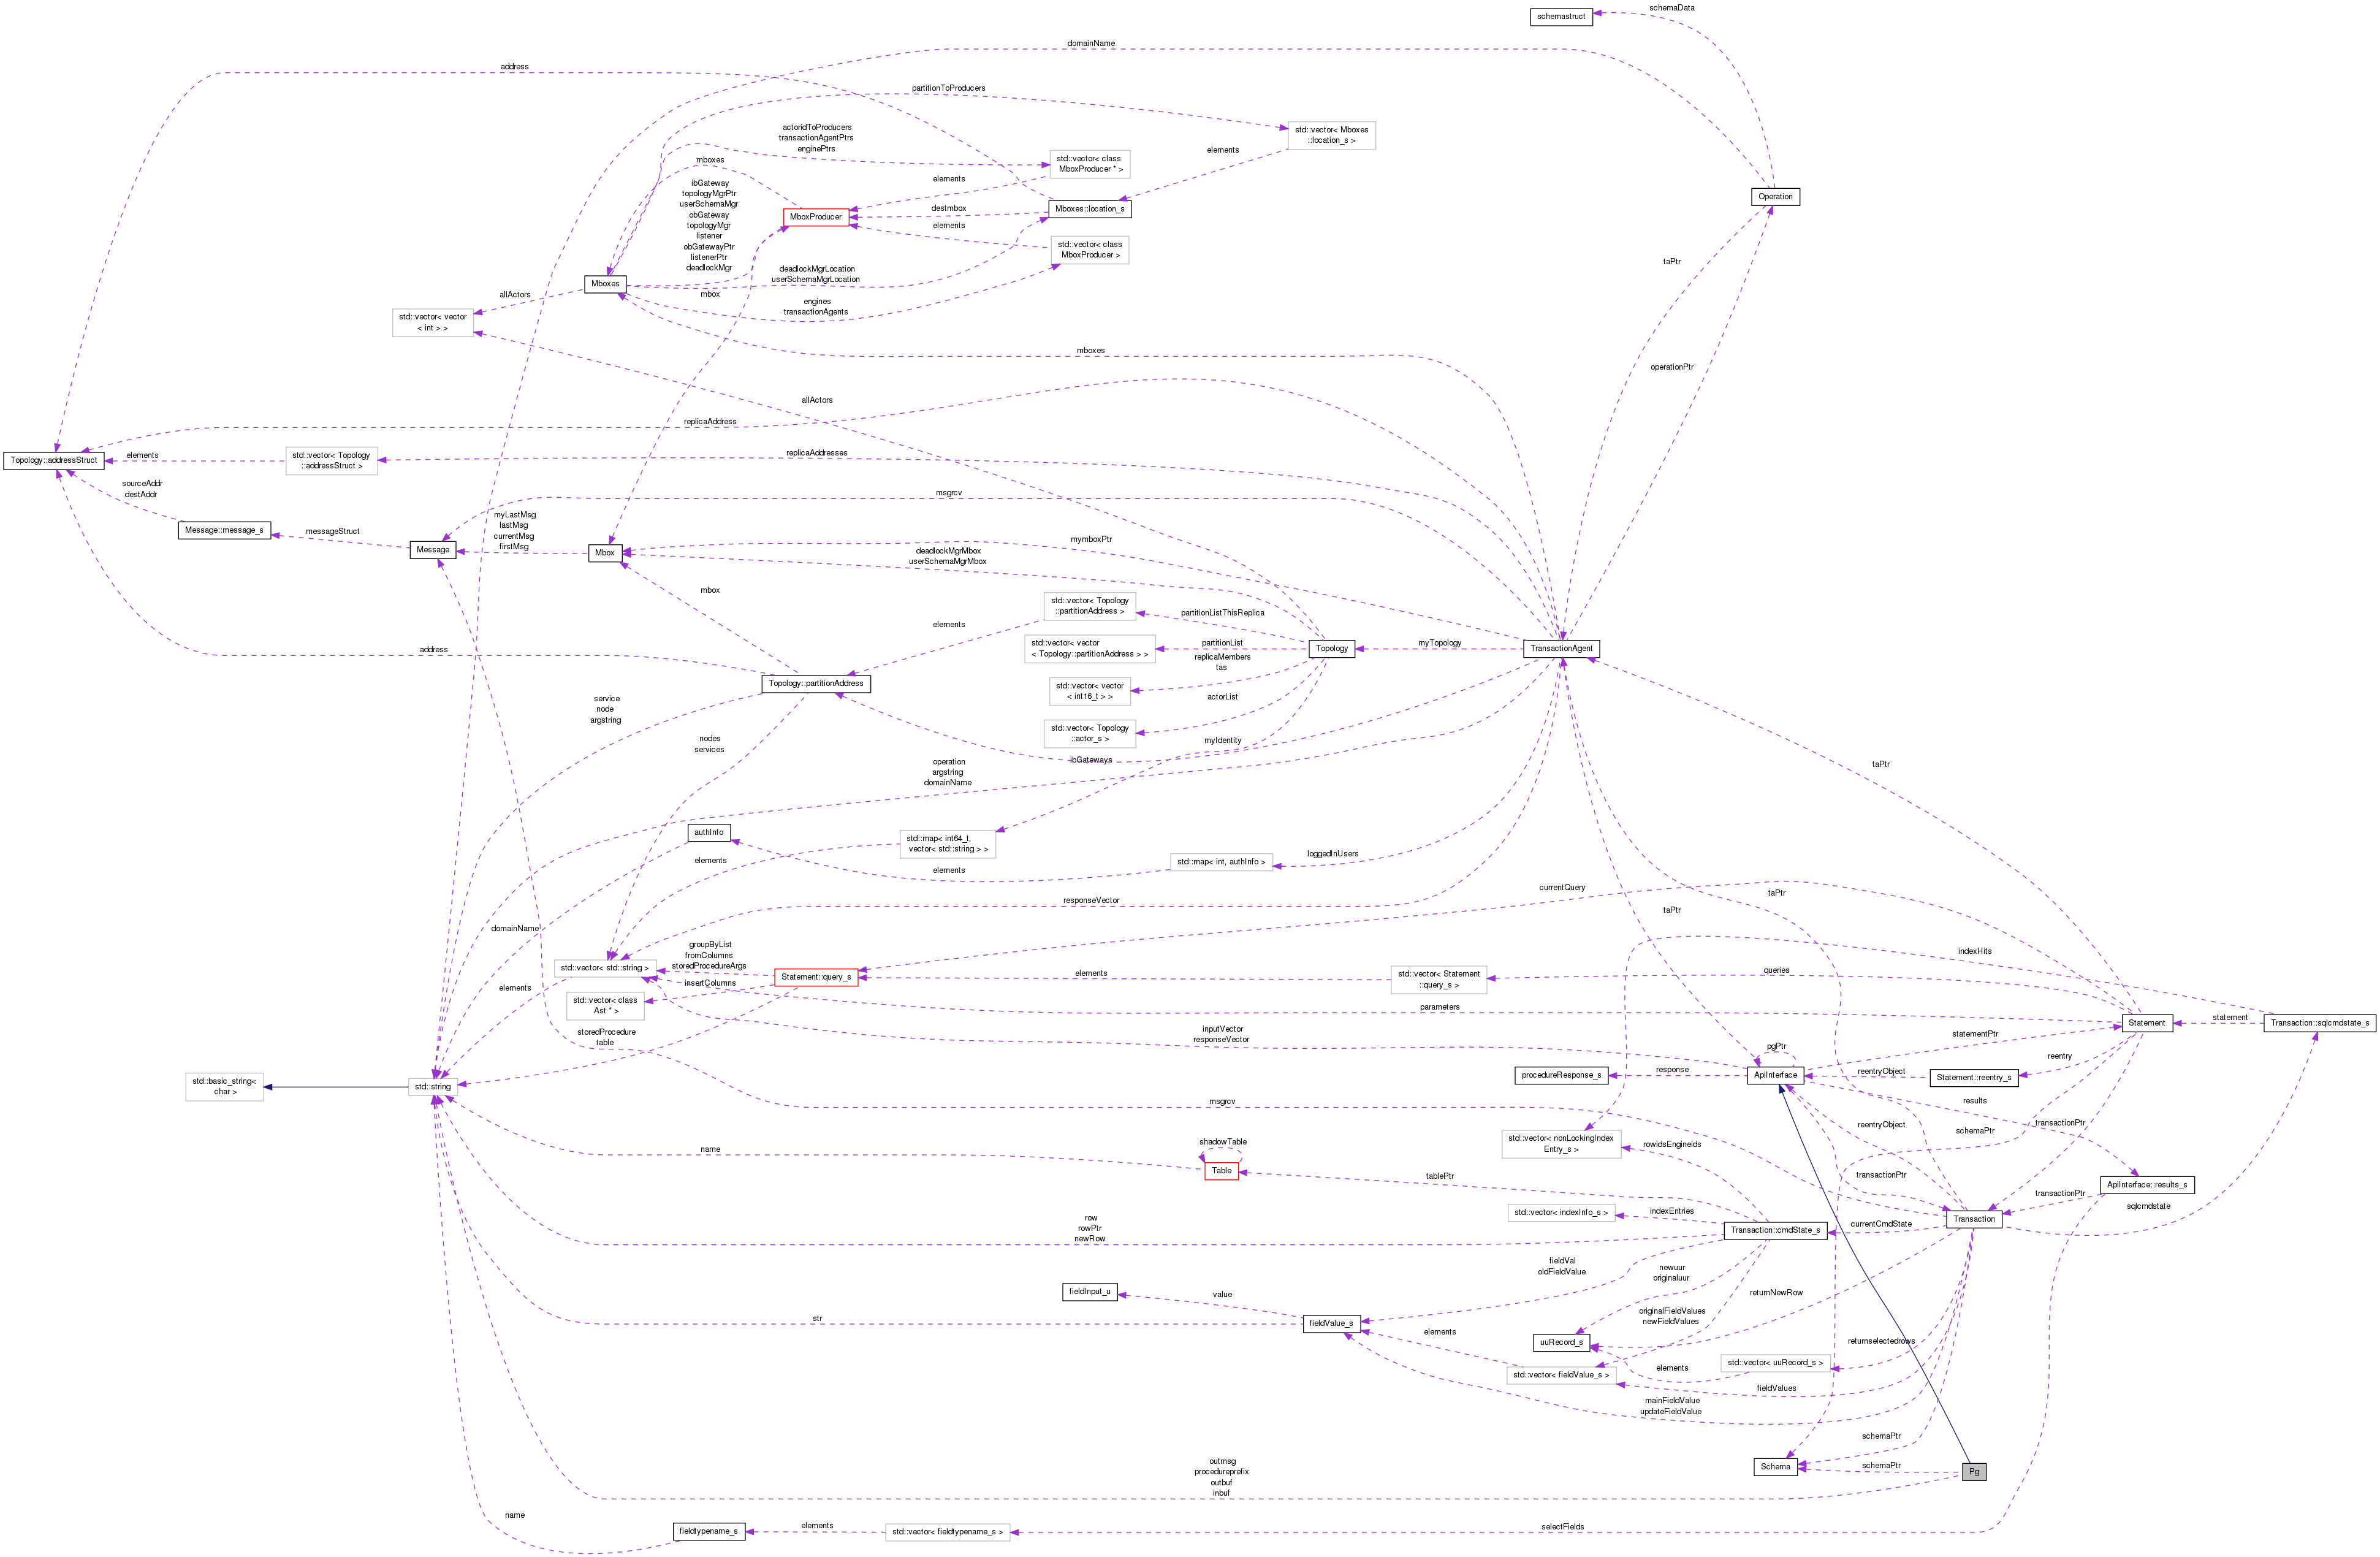 schemaData
schemastruct
domainName
address
partitionToProducers
actoridToProducers
transactionAgentPtrs
enginePtrs
std::vector< Mboxes
::location_s >
elements
mboxes
std::vector< class
MboxProducer * >
elements
ibGateway
topologyMgrPtr
userSchemaMgr
obGateway
topologyMgr
listener
obGatewayPtr
listenerPtr
deadlockMgr
MboxProducer
destmbox
Mboxes::location_s
Operation
elements
std::vector< class
MboxProducer >
taPtr
Mboxes
deadlockMgrLocation
userSchemaMgrLocation
mbox
allActors
engines
transactionAgents
std::vector< vector
< int > >
mboxes
operationPtr
allActors
replicaAddress
Topology::addressStruct
elements
std::vector< Topology
::addressStruct >
replicaAddresses
sourceAddr
destAddr
msgrcv
Message::message_s
messageStruct
myLastMsg
lastMsg
currentMsg
firstMsg
Message
Mbox
mymboxPtr
deadlockMgrMbox
userSchemaMgrMbox
mbox
std::vector< Topology
::partitionAddress >
partitionListThisReplica
elements
address
std::vector< vector
< Topology::partitionAddress > >
partitionList
Topology
myTopology
TransactionAgent
replicaMembers
tas
Topology::partitionAddress
std::vector< vector
< int16_t > >
service
node
argstring
actorList
std::vector< Topology
::actor_s >
nodes
services
myIdentity
ibGateways
operation
argstring
domainName
taPtr
authInfo
std::map< int64_t,
vector< std::string > >
elements
elements
std::map< int, authInfo >
loggedInUsers
currentQuery
taPtr
responseVector
taPtr
domainName
groupByList
fromColumns
storedProcedureArgs
indexHits
std::vector< std::string >
Statement::query_s
elements
std::vector< Statement
::query_s >
queries
insertColumns
elements
std::vector< class
Ast * >
parameters
statement
Statement
Transaction::sqlcmdstate_s
storedProcedure
table
inputVector
responseVector
statementPtr
pgPtr
reentry
std::basic_string<
char >
std::string
procedureResponse_s
response
ApiInterface
reentryObject
Statement::reentry_s
msgrcv
results
reentryObject
schemaPtr
transactionPtr
std::vector< nonLockingIndex
Entry_s >
rowidsEngineids
name
shadowTable
Table
tablePtr
transactionPtr
ApiInterface::results_s
transactionPtr
sqlcmdstate
std::vector< indexInfo_s >
indexEntries
Transaction
row
rowPtr
newRow
Transaction::cmdState_s
currentCmdState
fieldVal
oldFieldValue
newuur
originaluur
fieldInput_u
value
returnNewRow
str
fieldValue_s
originalFieldValues
newFieldValues
elements
uuRecord_s
returnselectedrows
std::vector< uuRecord_s >
elements
std::vector< fieldValue_s >
fieldValues
mainFieldValue
updateFieldValue
schemaPtr
outmsg
procedureprefix
outbuf
inbuf
Schema
schemaPtr
Pg
name
fieldtypename_s
elements
std::vector< fieldtypename_s >
selectFields